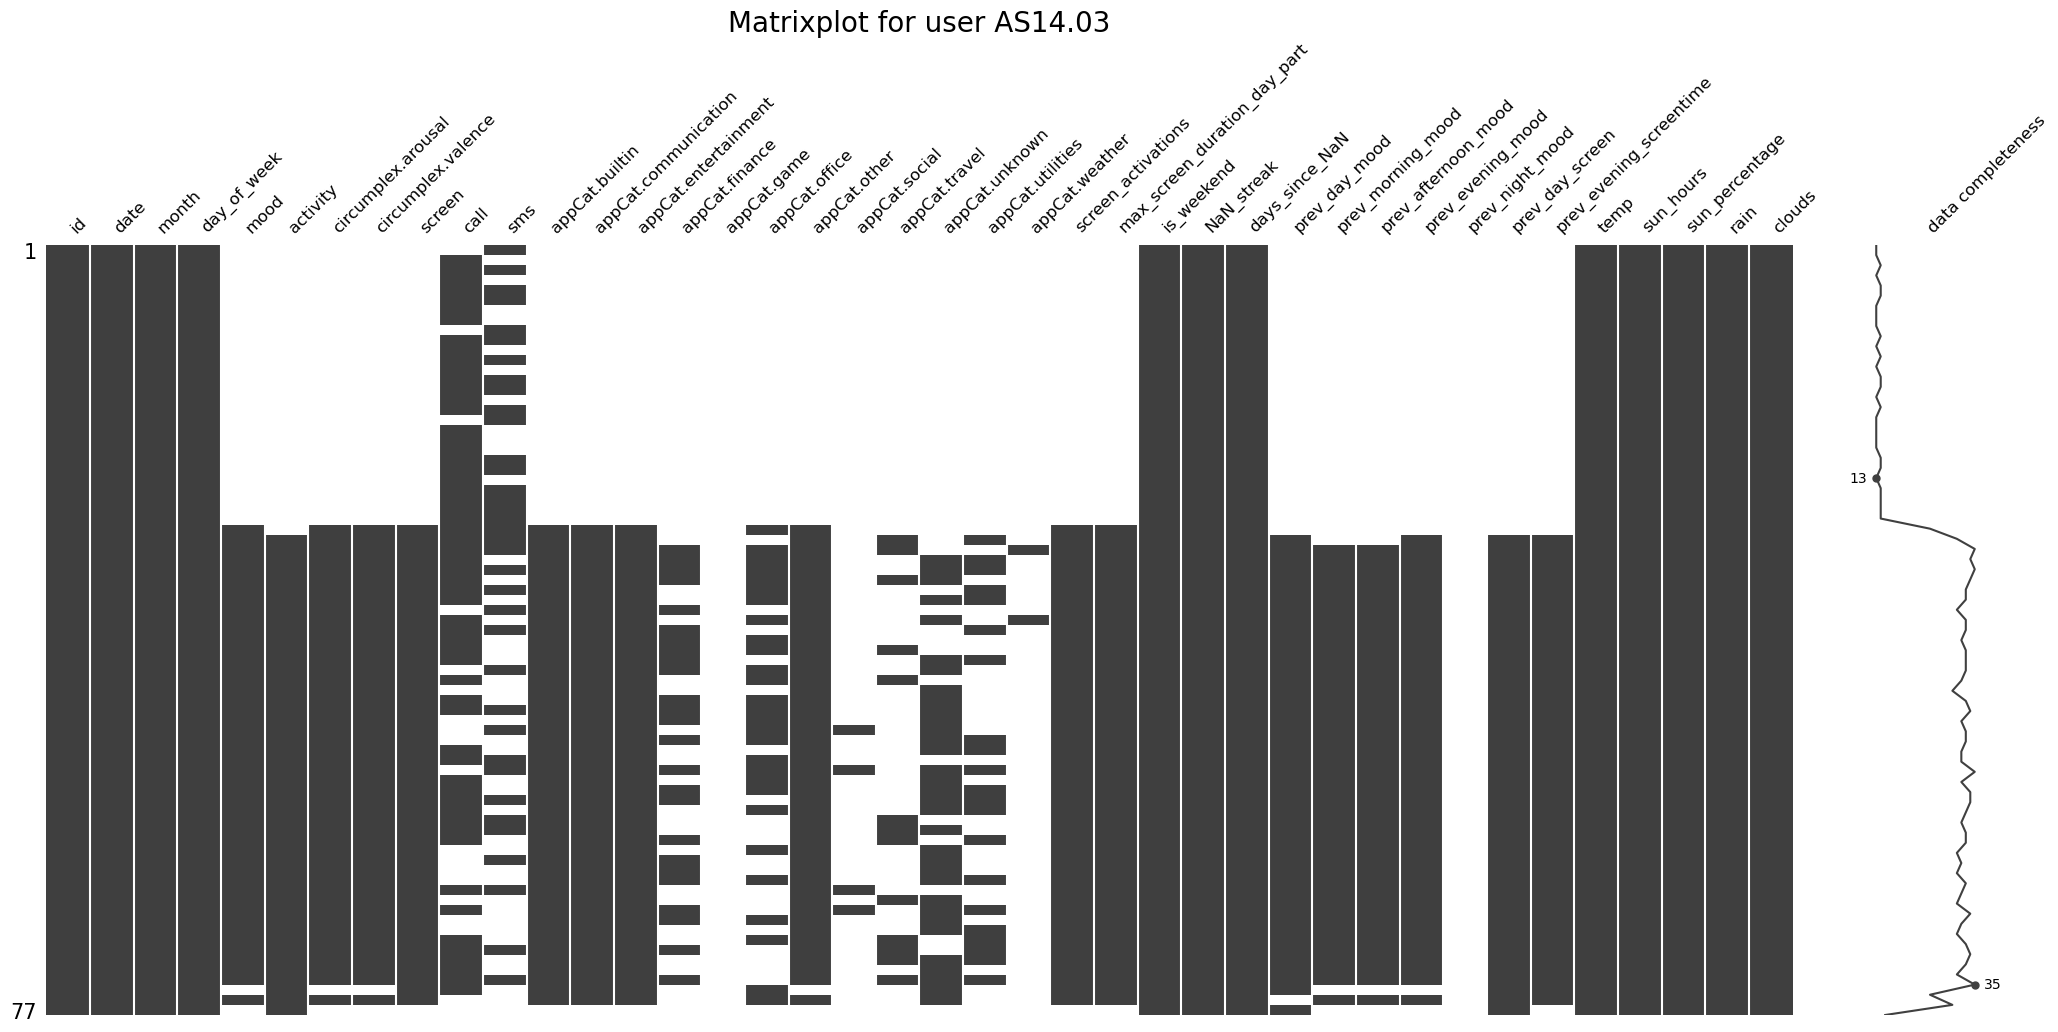 Matrixplot for user AS14.03
id
date
month
day_of_week
mood
activity
circumplex.arousal
circumplex.valence
screen
call
sms
appCat.builtin
appCat.communication
appCat.entertainment
appCat.finance
appCat.game
appCat.office
appCat.other
appCat.social
appCat.travel
appCat.unknown
appCat.utilities
appCat.weather
screen_activations
max_screen_duration_day_part
is_weekend
NaN_streak
days_since_NaN
prev_day_mood
prev_morning_mood
prev_afternoon_mood
prev_evening_mood
prev_night_mood
prev_day_screen
prev_evening_screentime
temp
sun_hours
sun_percentage
rain
clouds
data completeness
1
13
35
77